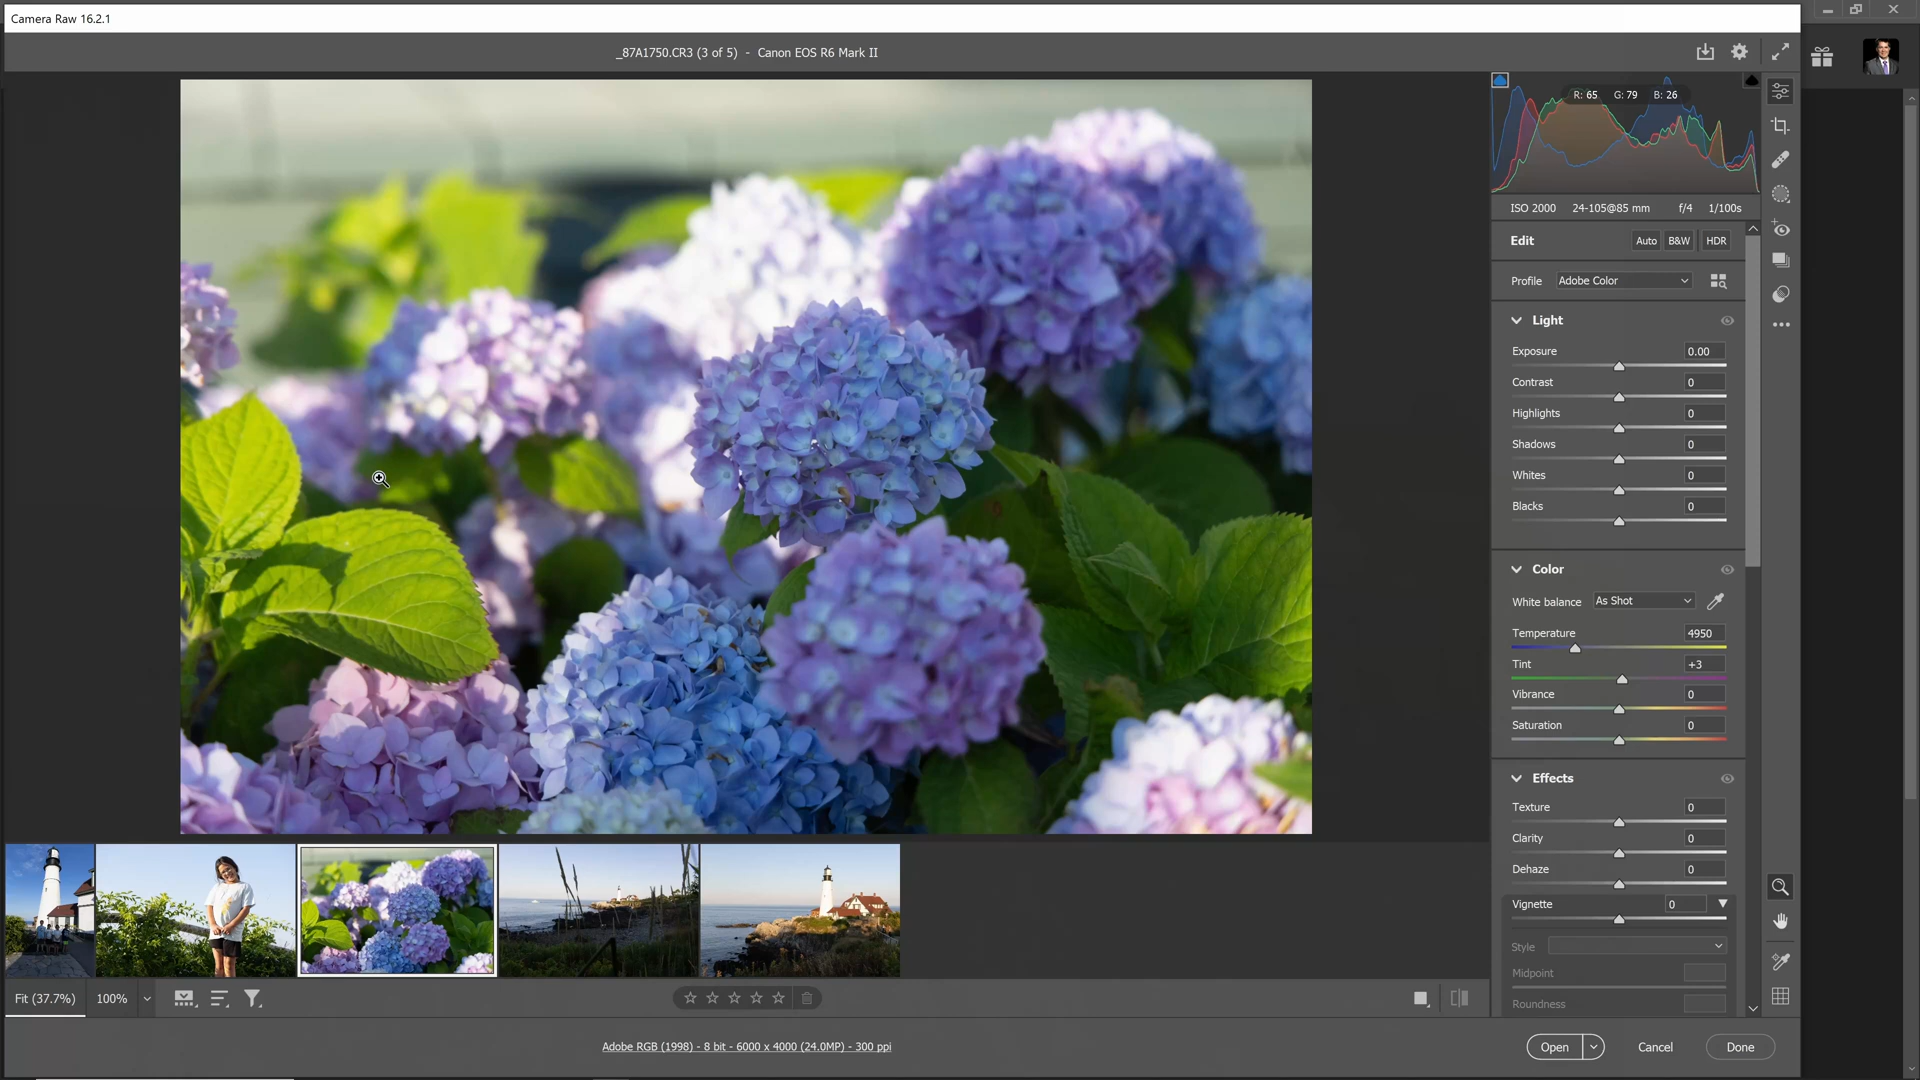 Camera Raw 16.2.1
_87A1750.CR3 (3 of 5) - Canon EOS R6 Mark II
R: 65 G: 79 B: 26
ISO 2000 24-105@85 mm f/4 1/100s
Edit Auto B&W HDR
Profile Adobe Color
Light
Exposure 0.00
Contrast 0
Highlights 0
Shadows 0
Whites 0
Blacks 0
Color
White balance As Shot
Temperature 4950
Tint +3
Vibrance 0
Saturation 0
Effects
Texture 0
Clarity 0
Dehaze 0
Vignette 0
Style
Midpoint
Roundness
Fit (37.7%) 100%
Adobe RGB (1998) - 8 bit - 6000 x 4000 (24.0MP) - 300 ppi
Open Cancel Done